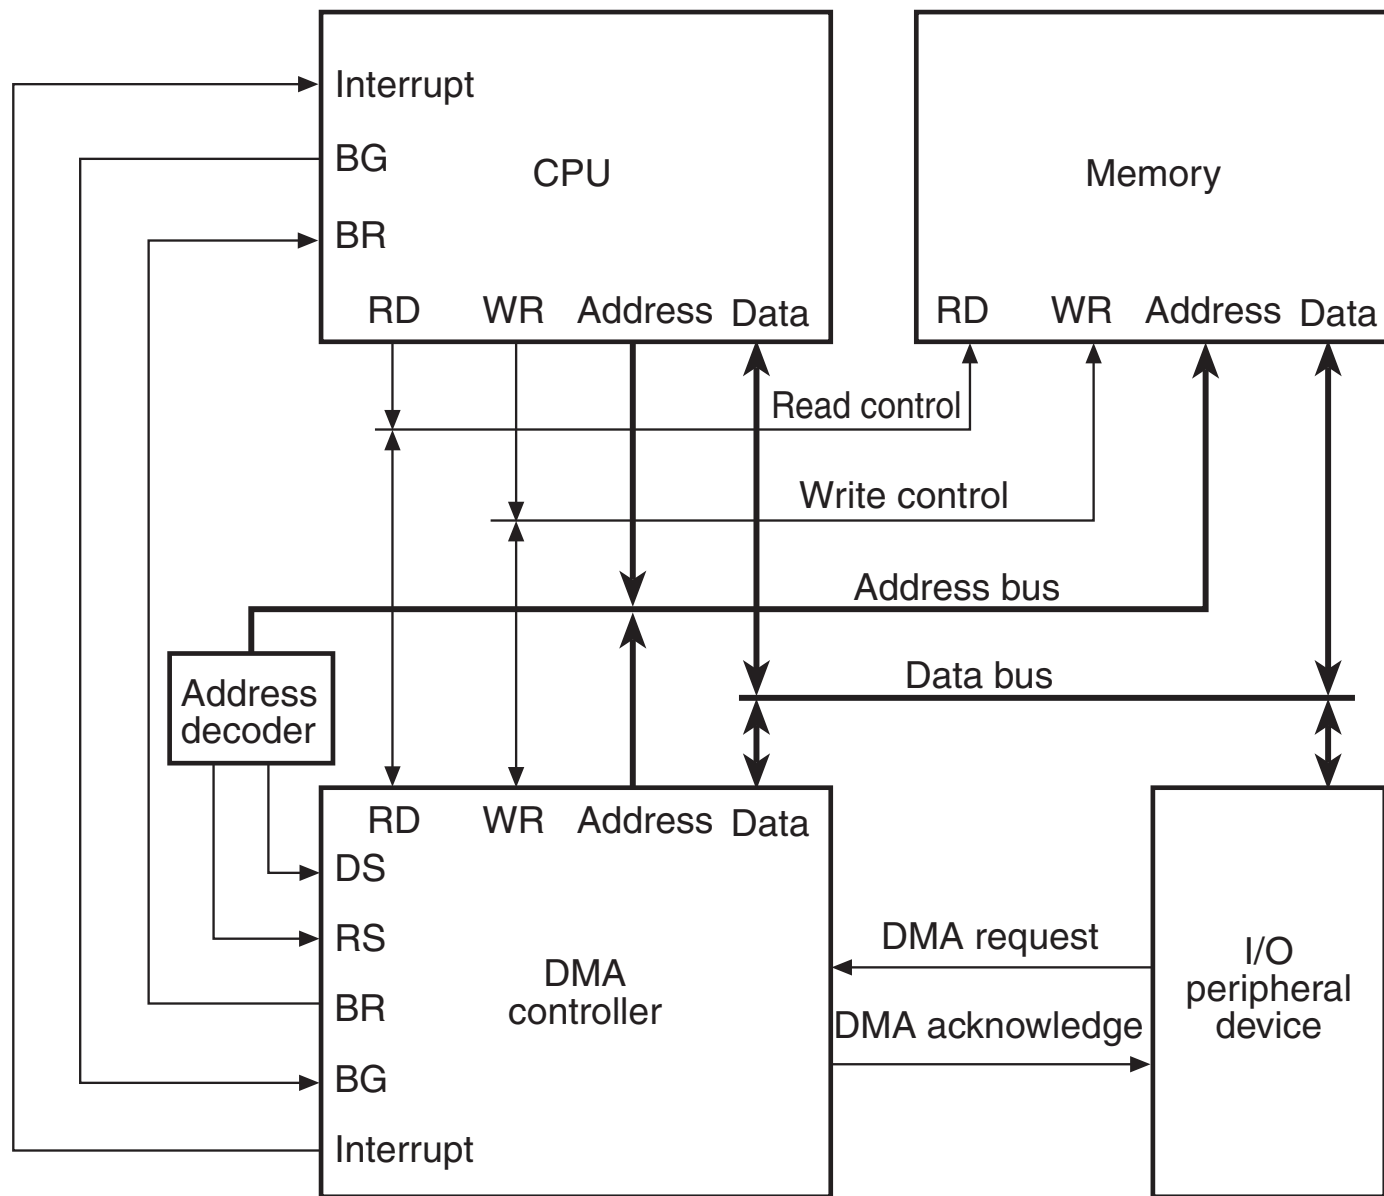 Interrupt
BG
CPU
Memory
BR
RD WR Address Data
RD WR Address Data
Read control
Write control
Address bus
Data bus
Address
decoder
RD WR Address Data
DS
RS
DMA
controller
BR
BG
Interrupt
DMA request
DMA acknowledge
I/O
peripheral
device